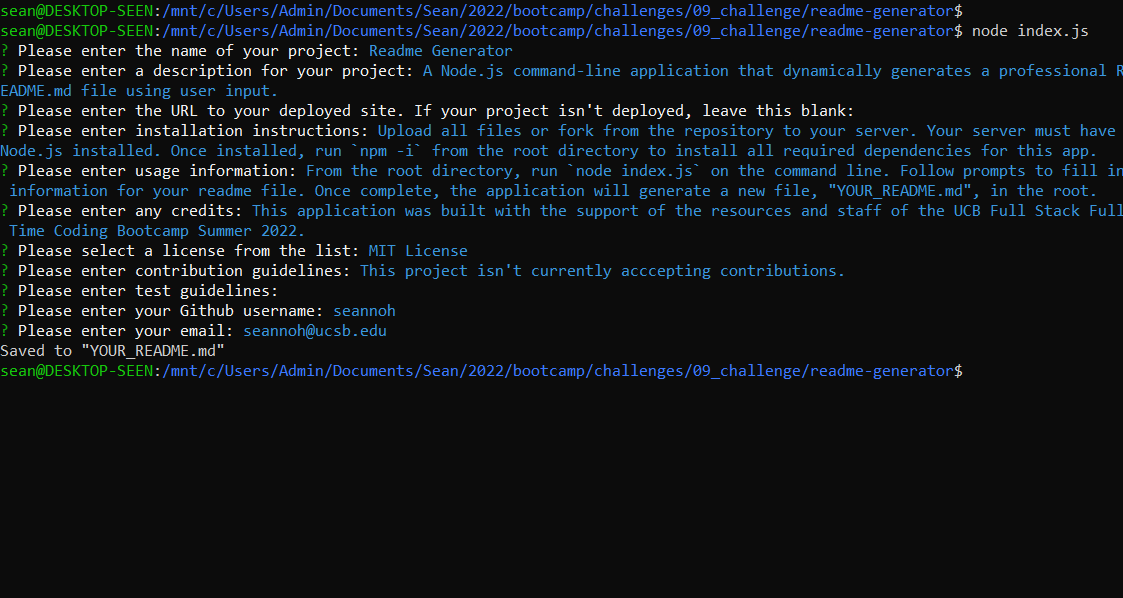 sean@DESKTOP-SEEN:/mnt/c/Users/Admin/Documents/Sean/2022/bootcamp/challenges/09_challenge/readme-generator$
sean@DESKTOP-SEEN:/mnt/c/Users/Admin/Documents/Sean/2022/bootcamp/challenges/09_challenge/readme-generator$ node index.js
? Please enter the name of your project: Readme Generator
? Please enter a description for your project: A Node.js command-line application that dynamically generates a professional R
EADME.md file using user input.
? Please enter the URL to your deployed site. If your project isn't deployed, leave this blank:
? Please enter installation instructions: Upload all files or fork from the repository to your server. Your server must have
Node.js installed. Once installed, run `npm -i` from the root directory to install all required dependencies for this app.
? Please enter usage information: From the root directory, run `node index.js` on the command line. Follow prompts to fill in
 information for your readme file. Once complete, the application will generate a new file, "YOUR_README.md", in the root.
? Please enter any credits: This application was built with the support of the resources and staff of the UCB Full Stack Full
 Time Coding Bootcamp Summer 2022.
? Please select a license from the list: MIT License
? Please enter contribution guidelines: This project isn't currently acccepting contributions.
? Please enter test guidelines:
? Please enter your Github username: seannoh
? Please enter your email: seannoh@ucsb.edu
Saved to "YOUR_README.md"
sean@DESKTOP-SEEN:/mnt/c/Users/Admin/Documents/Sean/2022/bootcamp/challenges/09_challenge/readme-generator$